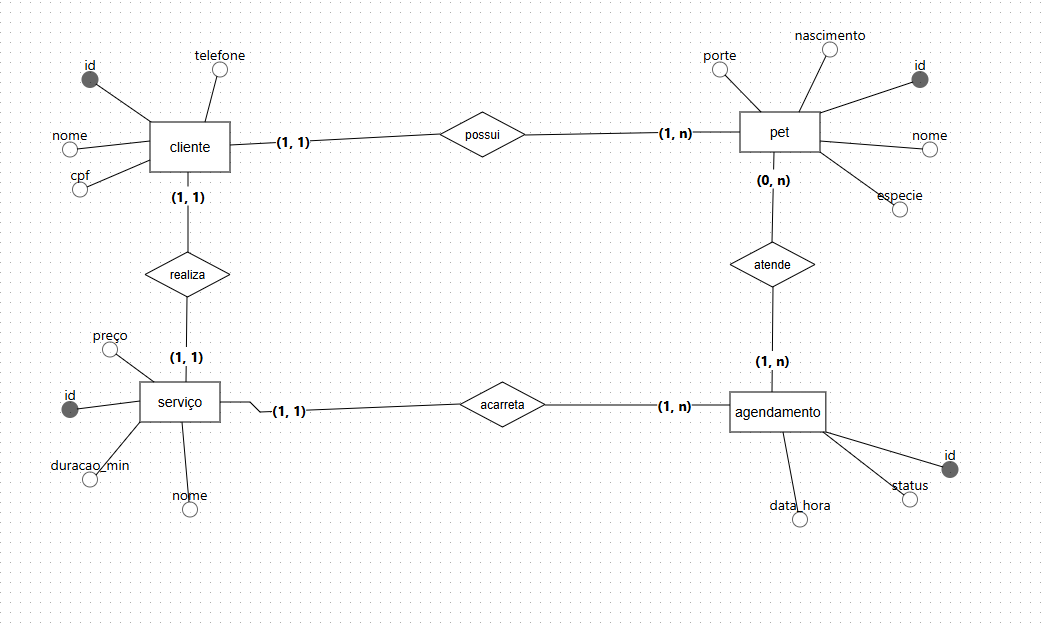 nascimento
telefone
porte
id
id
nome
cliente
(1, 1)
possui
(1, n)
pet
nome
cpf
(1, 1)
(0, n)
especie
realiza
atende
preço
(1, 1)
(1, n)
id
serviço
(1, 1)
acarreta
(1, n)
agendamento
duracao_min
id
nome
status
data_hora